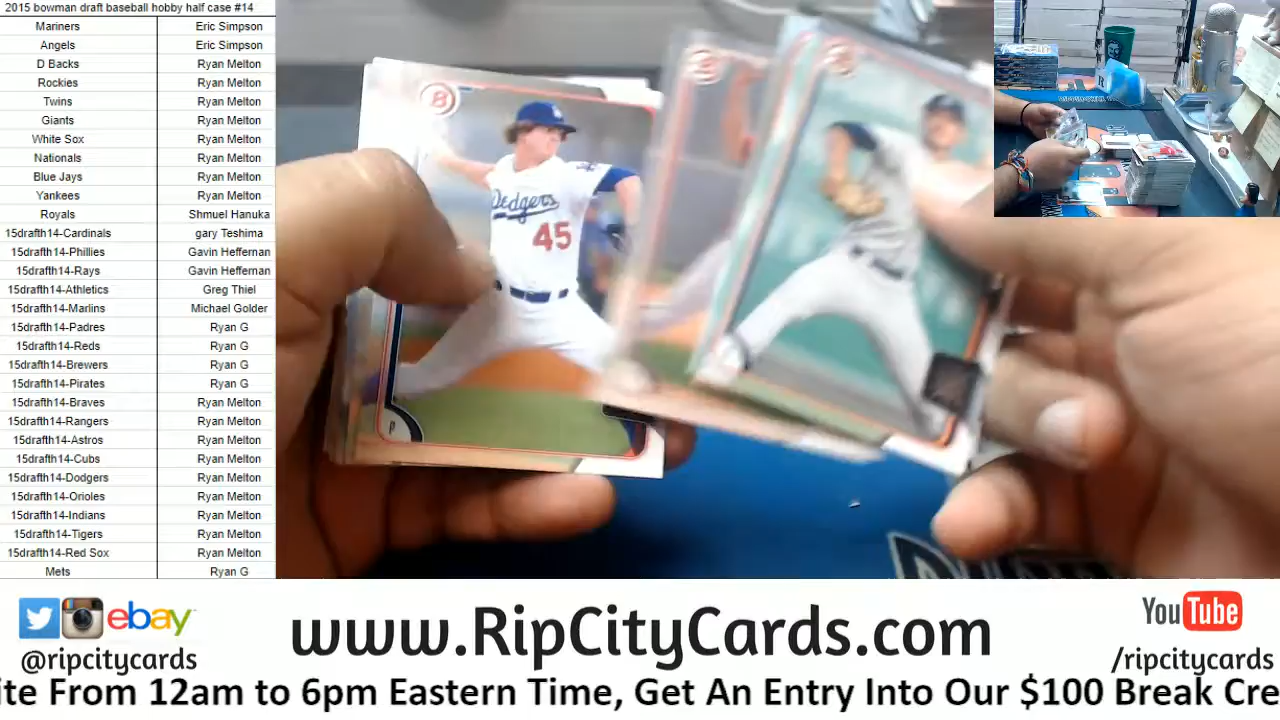 2015 bowman draft baseball hobby half case #14
Mariners Eric Simpson
Angels Eric Simpson
D Backs Ryan Melton
Rockies Ryan Melton
Twins Ryan Melton
Giants Ryan Melton
White Sox Ryan Melton
Nationals Ryan Melton
Blue Jays Ryan Melton
Yankees Ryan Melton
Royals Shmuel Hanuka
15drafth14-Cardinals gary Teshima
15drafth14-Phillies Gavin Heffernan
15drafth14-Rays Gavin Heffernan
15drafth14-Athletics Greg Thiel
15drafth14-Marlins Michael Golder
15drafth14-Padres Ryan G
15drafth14-Reds Ryan G
15drafth14-Brewers Ryan G
15drafth14-Pirates Ryan G
15drafth14-Braves Ryan Melton
15drafth14-Rangers Ryan Melton
15drafth14-Astros Ryan Melton
15drafth14-Cubs Ryan Melton
15drafth14-Dodgers Ryan Melton
15drafth14-Orioles Ryan Melton
15drafth14-Indians Ryan Melton
15drafth14-Tigers Ryan Melton
15drafth14-Red Sox Ryan Melton
Mets Ryan G
B
Dodgers
45
P
ebay
@ripcitycards
www.RipCityCards.com
YouTube
/ripcitycards
ite From 12am to 6pm Eastern Time, Get An Entry Into Our $100 Break Cre